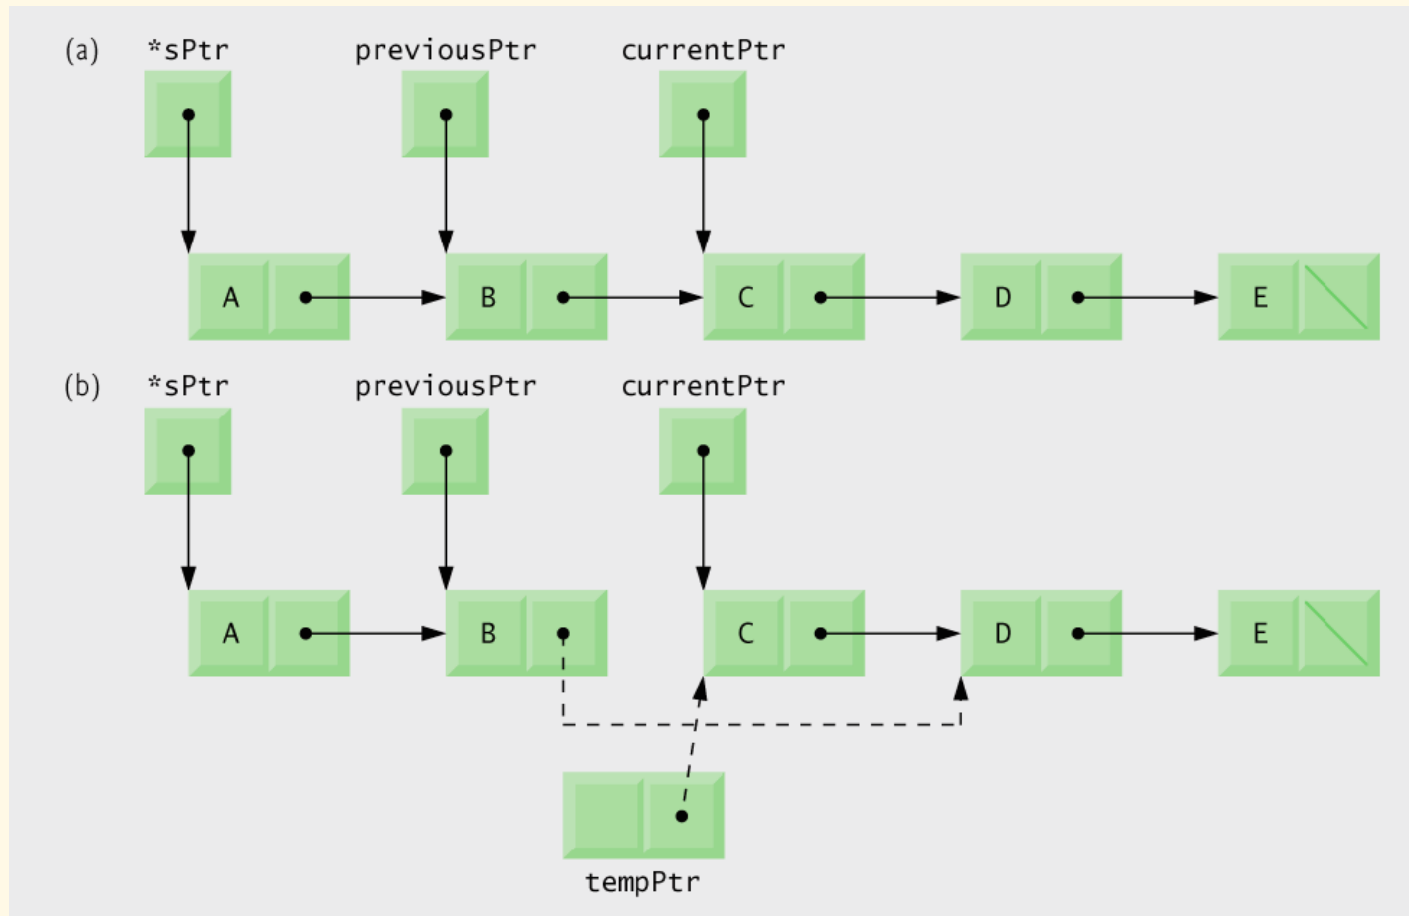 (a) *sPtr previousPtr currentPtr
A B C D E
(b) *sPtr previousPtr currentPtr
A B C D E
tempPtr